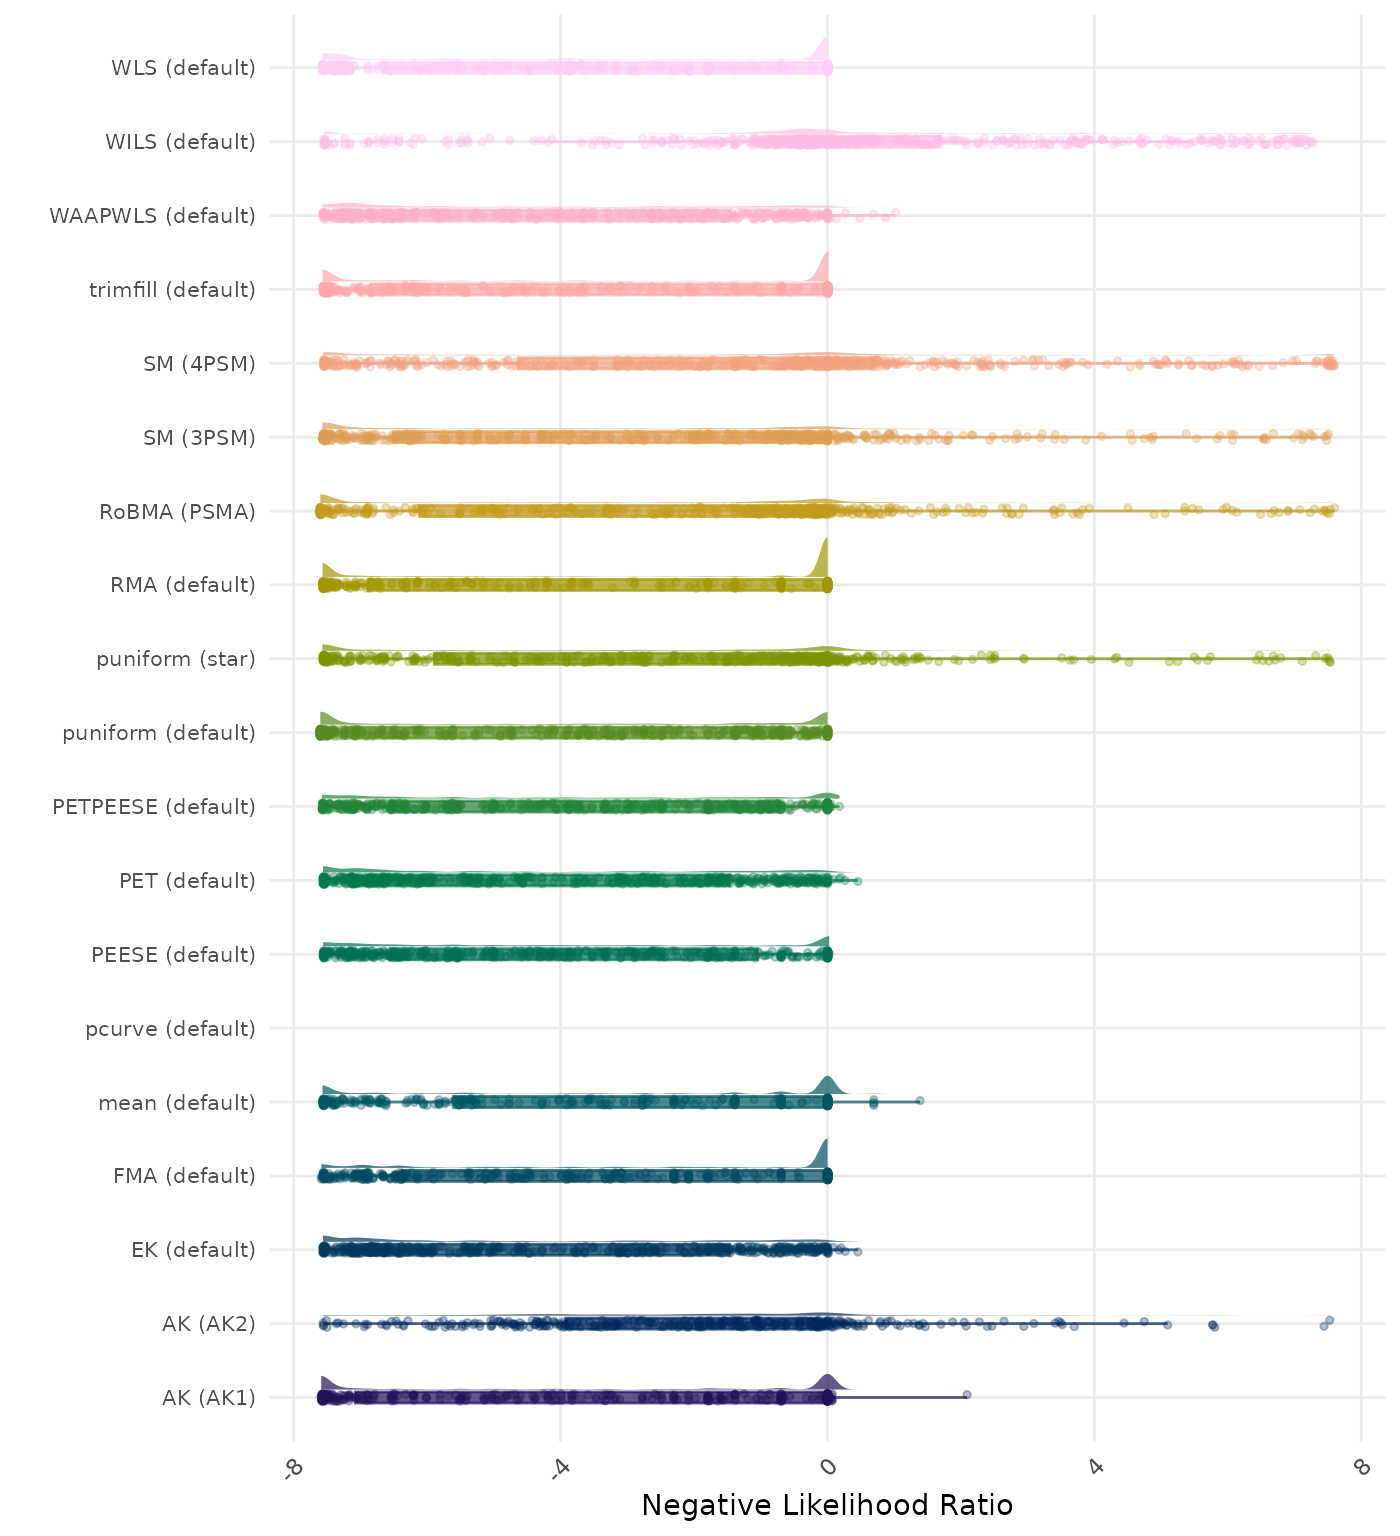 WLS (default)
WILS (default)
WAAPWLS (default)
trimfill (default)
SM (4PSM)
SM (3PSM)
RoBMA (PSMA)
RMA (default)
puniform (star)
puniform (default)
PETPEESE (default)
PET (default)
PEESE (default)
pcurve (default)
mean (default)
FMA (default)
EK (default)
AK (AK2)
AK (AK1)
-8 -4 0 4 8
Negative Likelihood Ratio